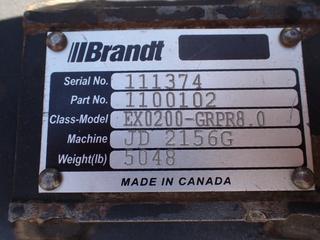 Brandt
Serial No. 111374
Part No. 1100102
Class-Model EX0200-GRPR8.0
Machine JD 2156G
Weight(lb) 5048
MADE IN CANADA